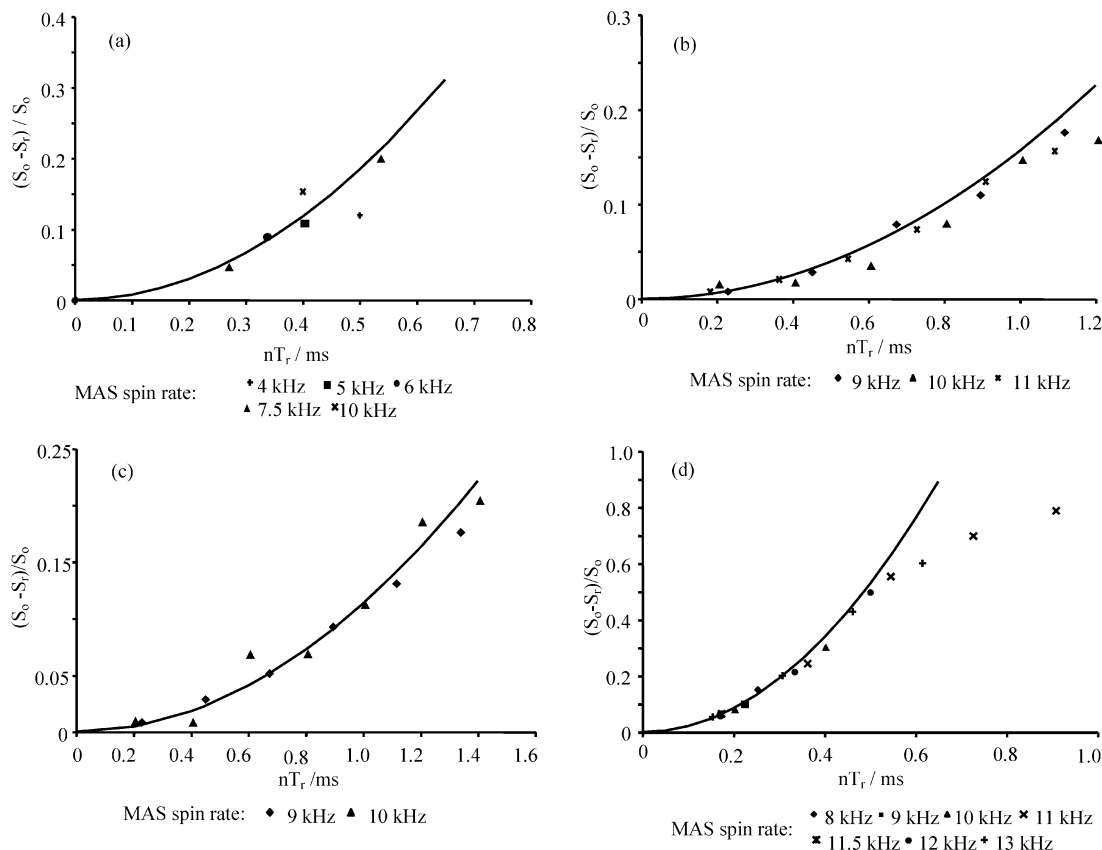 (a)
0.4
0.3
0.2
0.1
0
(S₀ -Sᵣ) / S₀
0 0.1 0.2 0.3 0.4 0.5 0.6 0.7 0.8
nTᵣ / ms
MAS spin rate: 4 kHz 5 kHz 6 kHz
7.5 kHz 10 kHz
(b)
0.3
0.2
0.1
0
(S₀ -Sᵣ)/ S₀
0 0.2 0.4 0.6 0.8 1.0 1.2
nTᵣ / ms
MAS spin rate: 9 kHz 10 kHz 11 kHz
(c)
0.25
0.15
0.05
0
(S₀ -Sᵣ)/S₀
0.2 0.4 0.6 0.8 1.0 1.2 1.4 1.6
nTᵣ /ms
MAS spin rate: 9 kHz 10 kHz
(d)
1.0
0.8
0.6
0.4
0.2
0
(S₀-Sᵣ)/S₀
0 0.2 0.4 0.6 0.8 1.0
nTᵣ / ms
MAS spin rate: 8 kHz 9 kHz 10 kHz 11 kHz
11.5 kHz 12 kHz 13 kHz